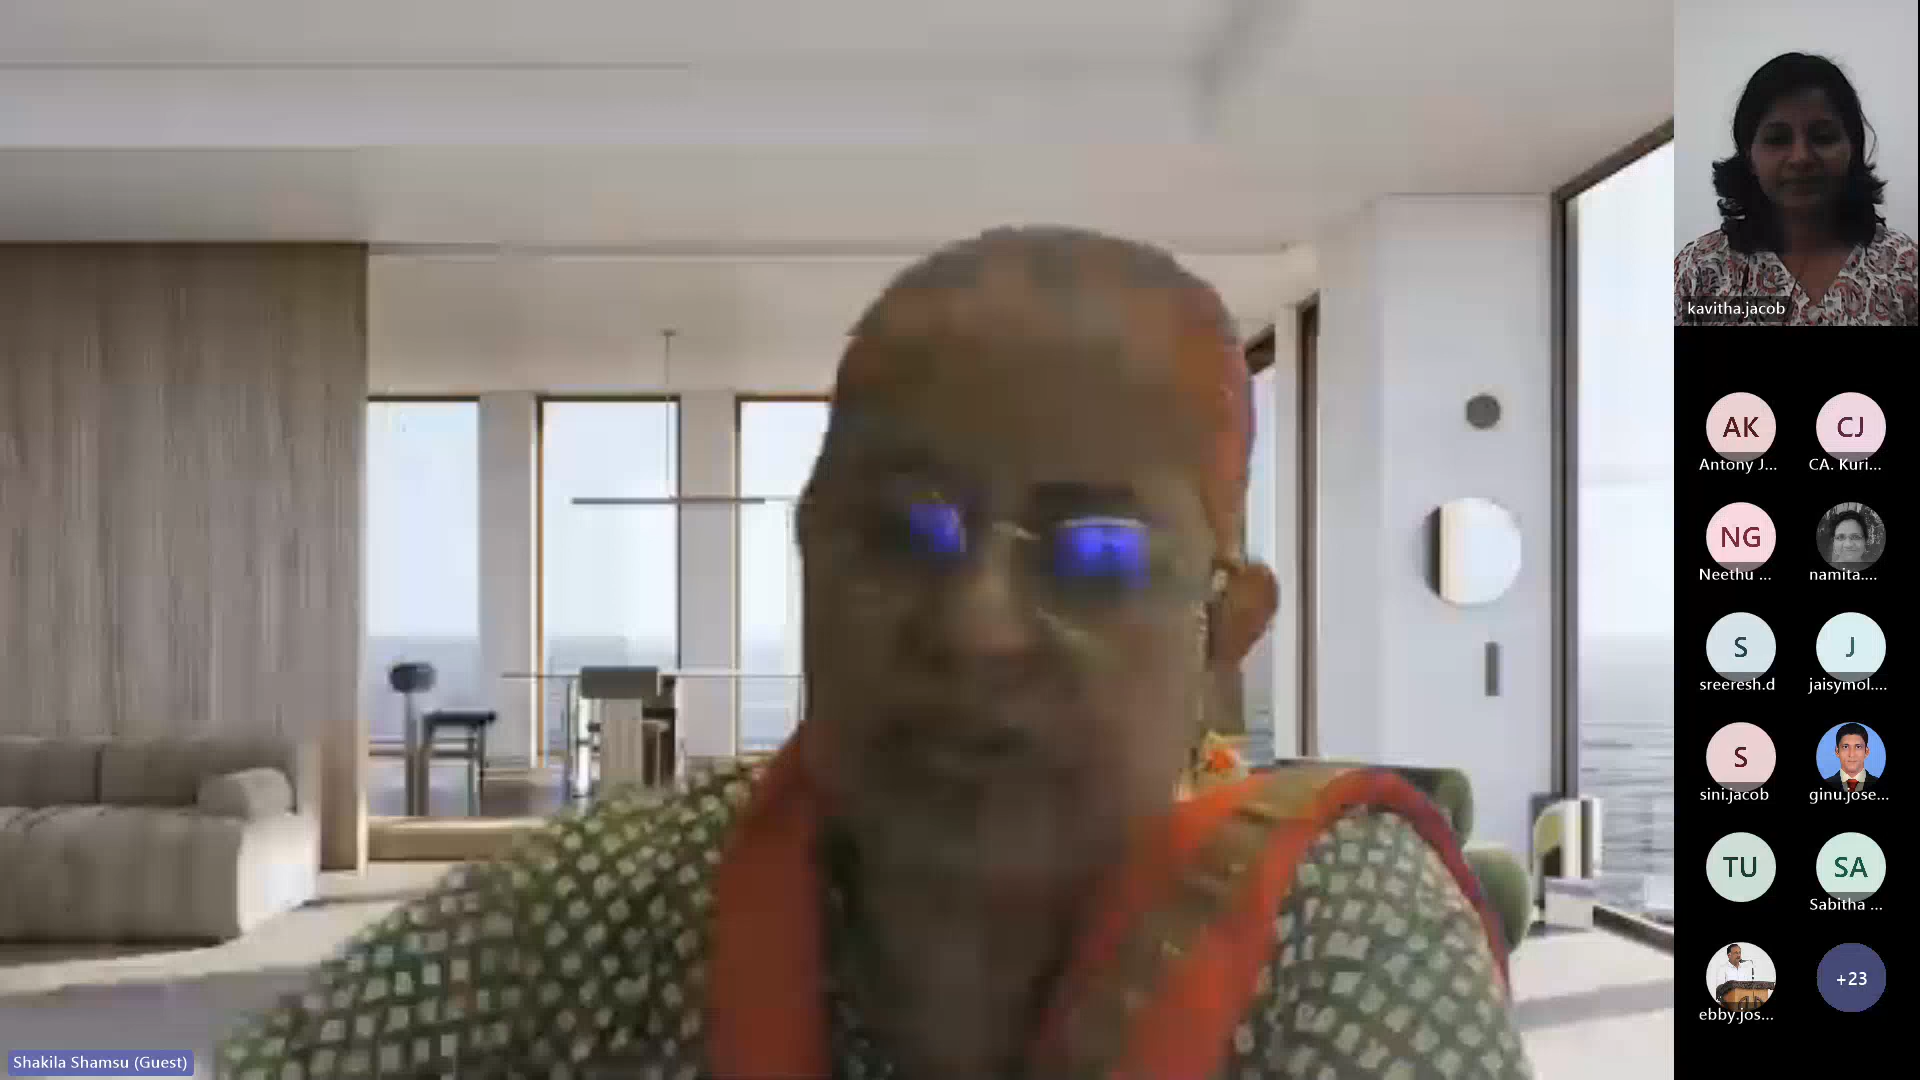 kavitha.jacob
AK
CJ
Antony J...
CA. Kuri...
NG
Neethu ...
namita....
S
J
sreeresh.d
jaisymol....
S
sini.jacob
ginu.jose...
TU
SA
Sabitha ...
+23
ebby.jos...
Shakila Shamsu (Guest)